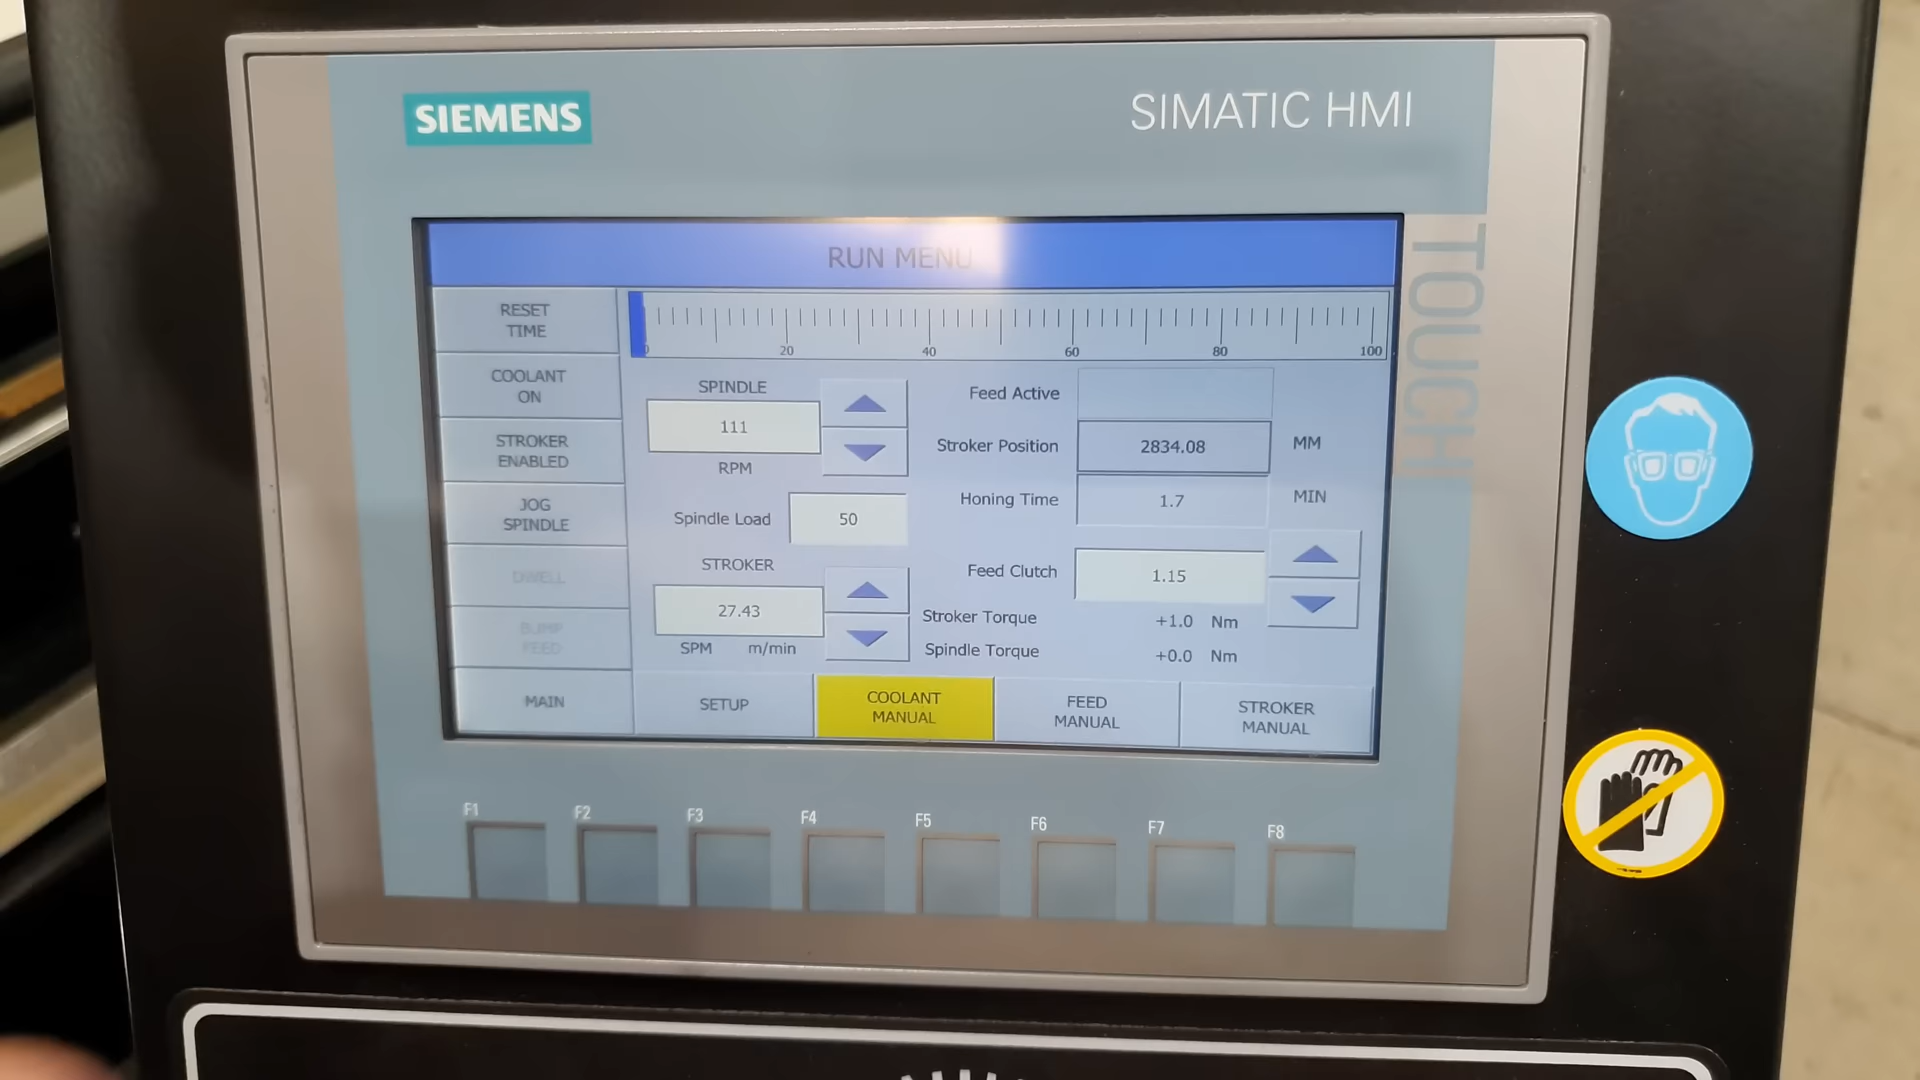 SIEMENS
SIMATIC HMI
TOUCH
RUN MENU
RESET
TIME
0 20 40 60 80 100
COOLANT
ON
SPINDLE
111
RPM
Feed Active
STROKER
ENABLED
Stroker Position 2834.08 MM
JOG
SPINDLE
Spindle Load 50
Honing Time 1.7 MIN
DWELL
STROKER
27.43
SPM m/min
Feed Clutch 1.15
BUMP
FEED
Stroker Torque +1.0 Nm
Spindle Torque +0.0 Nm
MAIN
SETUP
COOLANT
MANUAL
FEED
MANUAL
STROKER
MANUAL
F1 F2 F3 F4 F5 F6 F7 F8